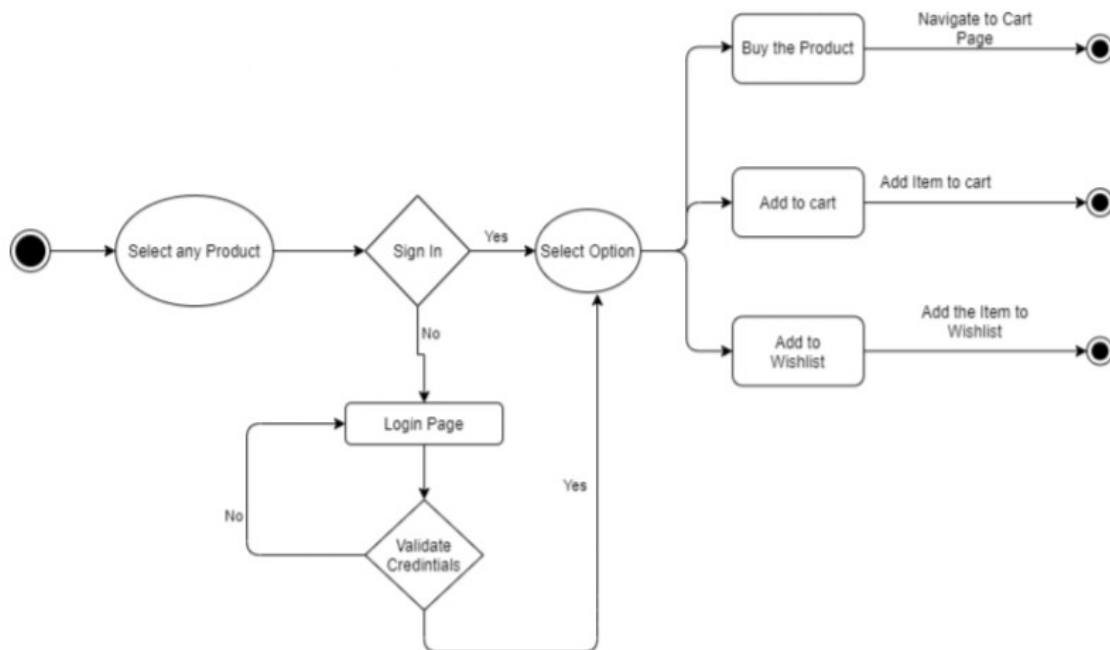 Navigate to Cart
Page
Buy the Product
Add Item to cart
Add to cart
Select any Product
Sign In
Yes
Select Option
No
Add the Item to
Wishlist
Add to
Wishlist
Login Page
Yes
No
Validate
Credintials